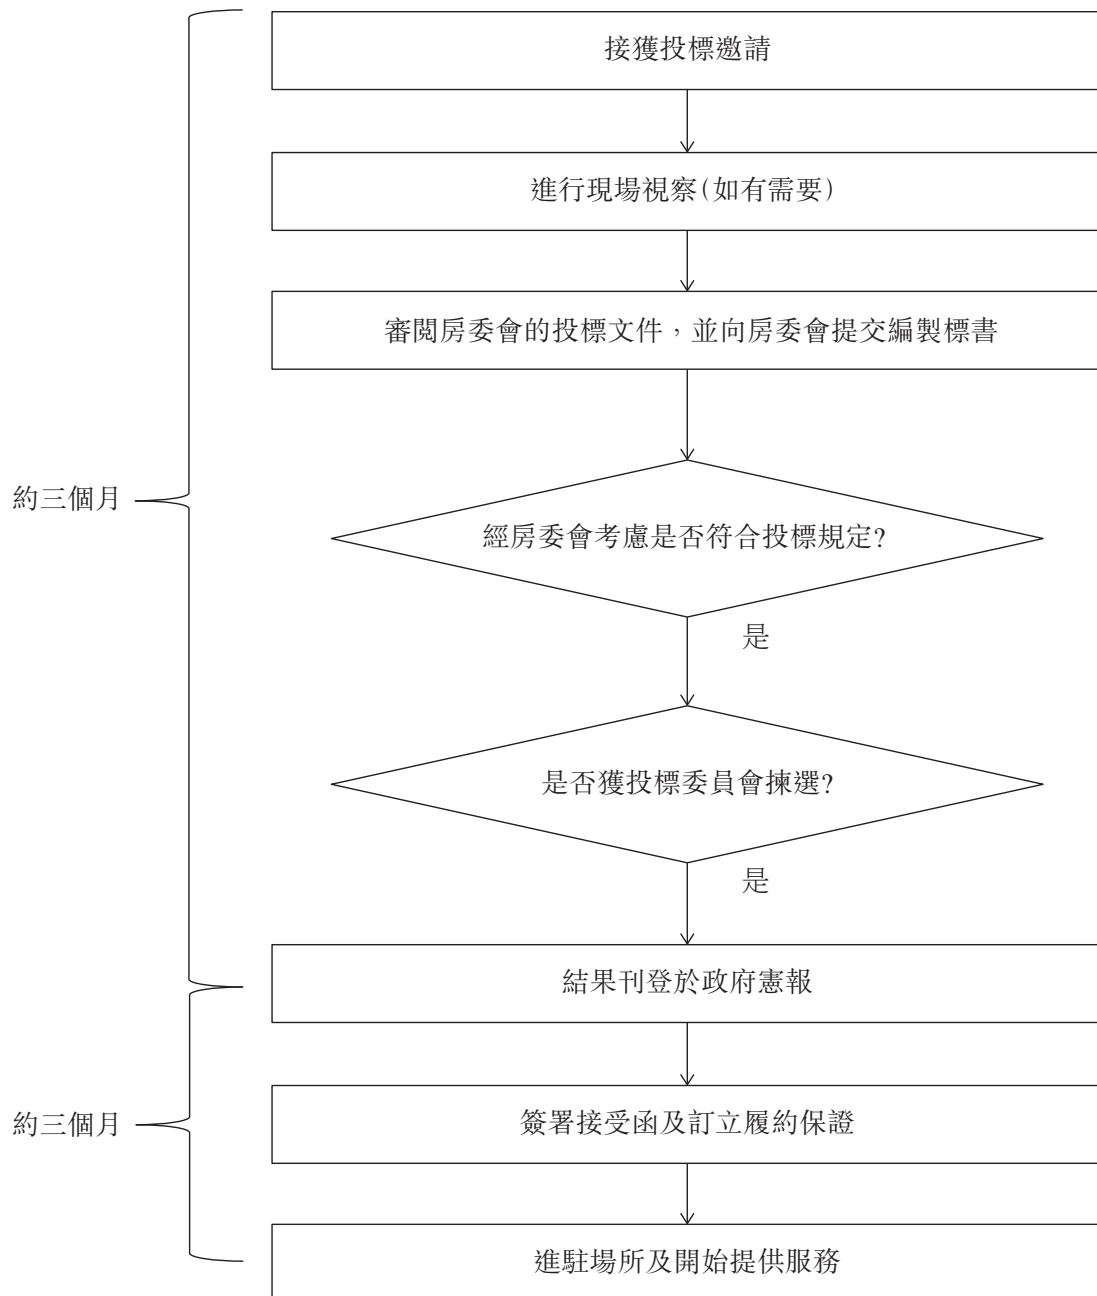 接獲投標邀請
進行現場視察(如有需要)
審閱房委會的投標文件，並向房委會提交編製標書
約三個月
經房委會考慮是否符合投標規定?
是
是否獲投標委員會揀選?
是
結果刊登於政府憲報
簽署接受函及訂立履約保證
約三個月
進駐場所及開始提供服務